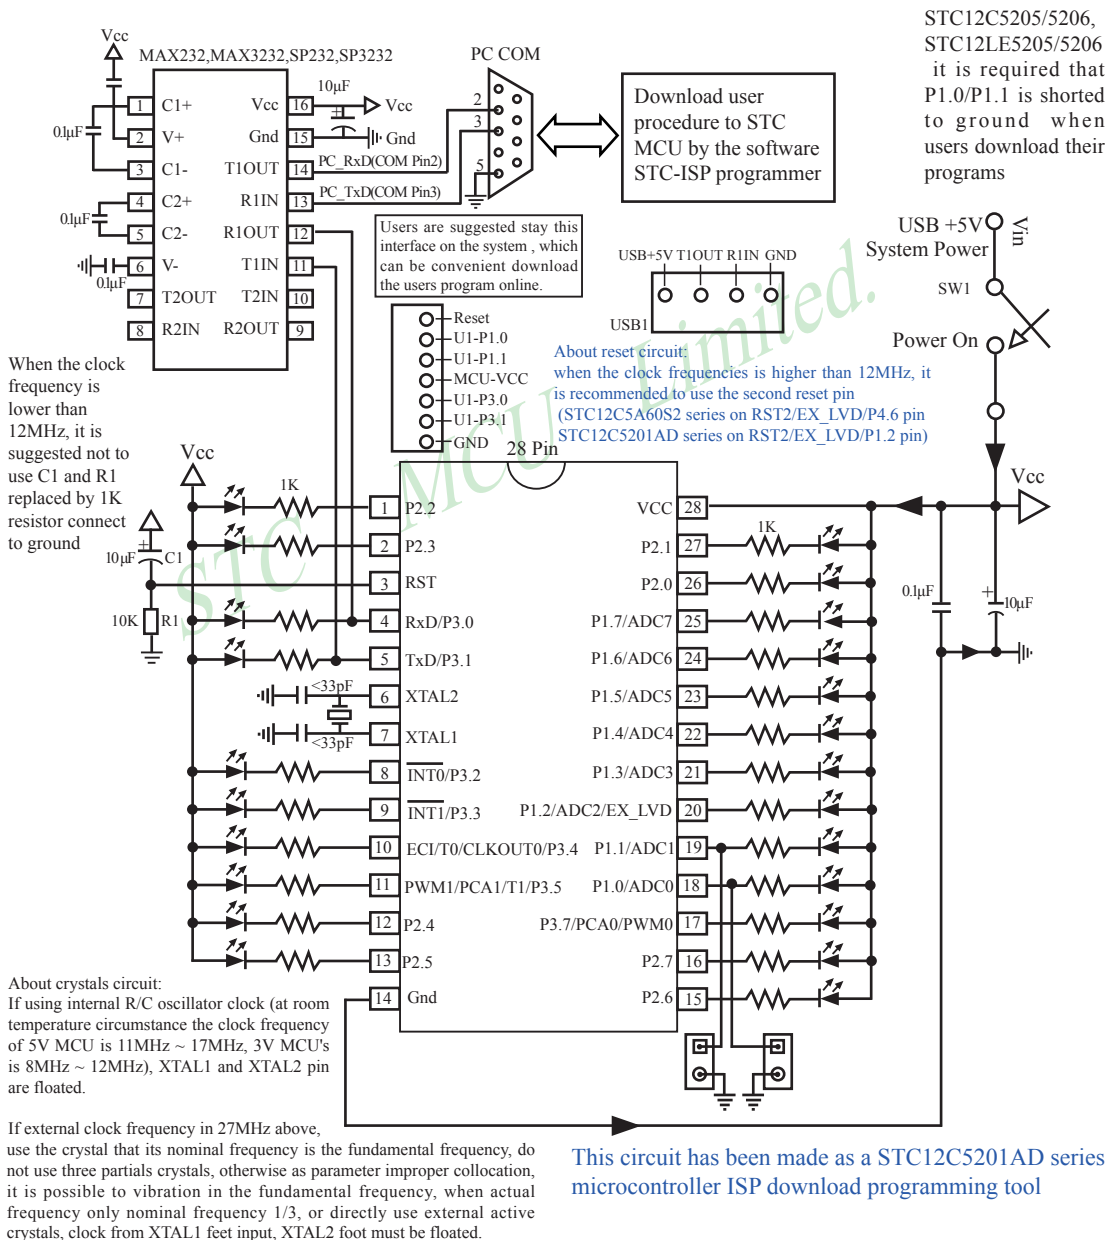 STC12C5205/5206,
STC12LE5205/5206
it is required that
P1.0/P1.1 is shorted
to ground when
users download their
programs
Vcc
MAX232,MAX3232,SP232,SP3232
PC COM
1 C1+ Vcc 16
2 V+ Gnd 15
3 C1- T1OUT 14
4 C2+ R1IN 13
5 C2- R1OUT 12
6 V- T1IN 11
7 T2OUT T2IN 10
8 R2IN R2OUT 9
0.1µF
0.1µF
0.1µF
10µF
+
Vcc
Gnd
PC_RxD(COM Pin2)
PC_TxD(COM Pin3)
2
3
5
Download user
procedure to STC
MCU by the software
STC-ISP programmer
Users are suggested stay this
interface on the system , which
can be convenient download
the users program online.
Reset
U1-P1.0
U1-P1.1
MCU-VCC
U1-P3.0
U1-P3.1
GND
USB+5V T1OUT R1IN GND
USB1
USB +5V
System Power
Vin
SW1
Power On
About reset circuit:
when the clock frequencies is higher than 12MHz, it
is recommended to use the second reset pin
(STC12C5A60S2 series on RST2/EX_LVD/P4.6 pin
STC12C5201AD series on RST2/EX_LVD/P1.2 pin)
STC MCU Limited.
When the clock
frequency is
lower than
12MHz, it is
suggested not to
use C1 and R1
replaced by 1K
resistor connect
to ground
Vcc
1K
10µF
+
C1
10K
R1
<33pF
<33pF
28 Pin
1 P2.2 VCC 28
2 P2.3 P2.1 27
3 RST P2.0 26
4 RxD/P3.0 P1.7/ADC7 25
5 TxD/P3.1 P1.6/ADC6 24
6 XTAL2 P1.5/ADC5 23
7 XTAL1 P1.4/ADC4 22
8 INT0/P3.2 P1.3/ADC3 21
9 INT1/P3.3 P1.2/ADC2/EX_LVD 20
10 ECI/T0/CLKOUT0/P3.4 P1.1/ADC1 19
11 PWM1/PCA1/T1/P3.5 P1.0/ADC0 18
12 P2.4 P3.7/PCA0/PWM0 17
13 P2.5 P2.7 16
14 Gnd P2.6 15
1K
Vcc
0.1µF
+
10µF
About crystals circuit:
If using internal R/C oscillator clock (at room
temperature circumstance the clock frequency
of 5V MCU is 11MHz ~ 17MHz, 3V MCU's
is 8MHz ~ 12MHz), XTAL1 and XTAL2 pin
are floated.
If external clock frequency in 27MHz above,
use the crystal that its nominal frequency is the fundamental frequency, do
not use three partials crystals, otherwise as parameter improper collocation,
it is possible to vibration in the fundamental frequency, when actual
frequency only nominal frequency 1/3, or directly use external active
crystals, clock from XTAL1 feet input, XTAL2 foot must be floated.
This circuit has been made as a STC12C5201AD series
microcontroller ISP download programming tool